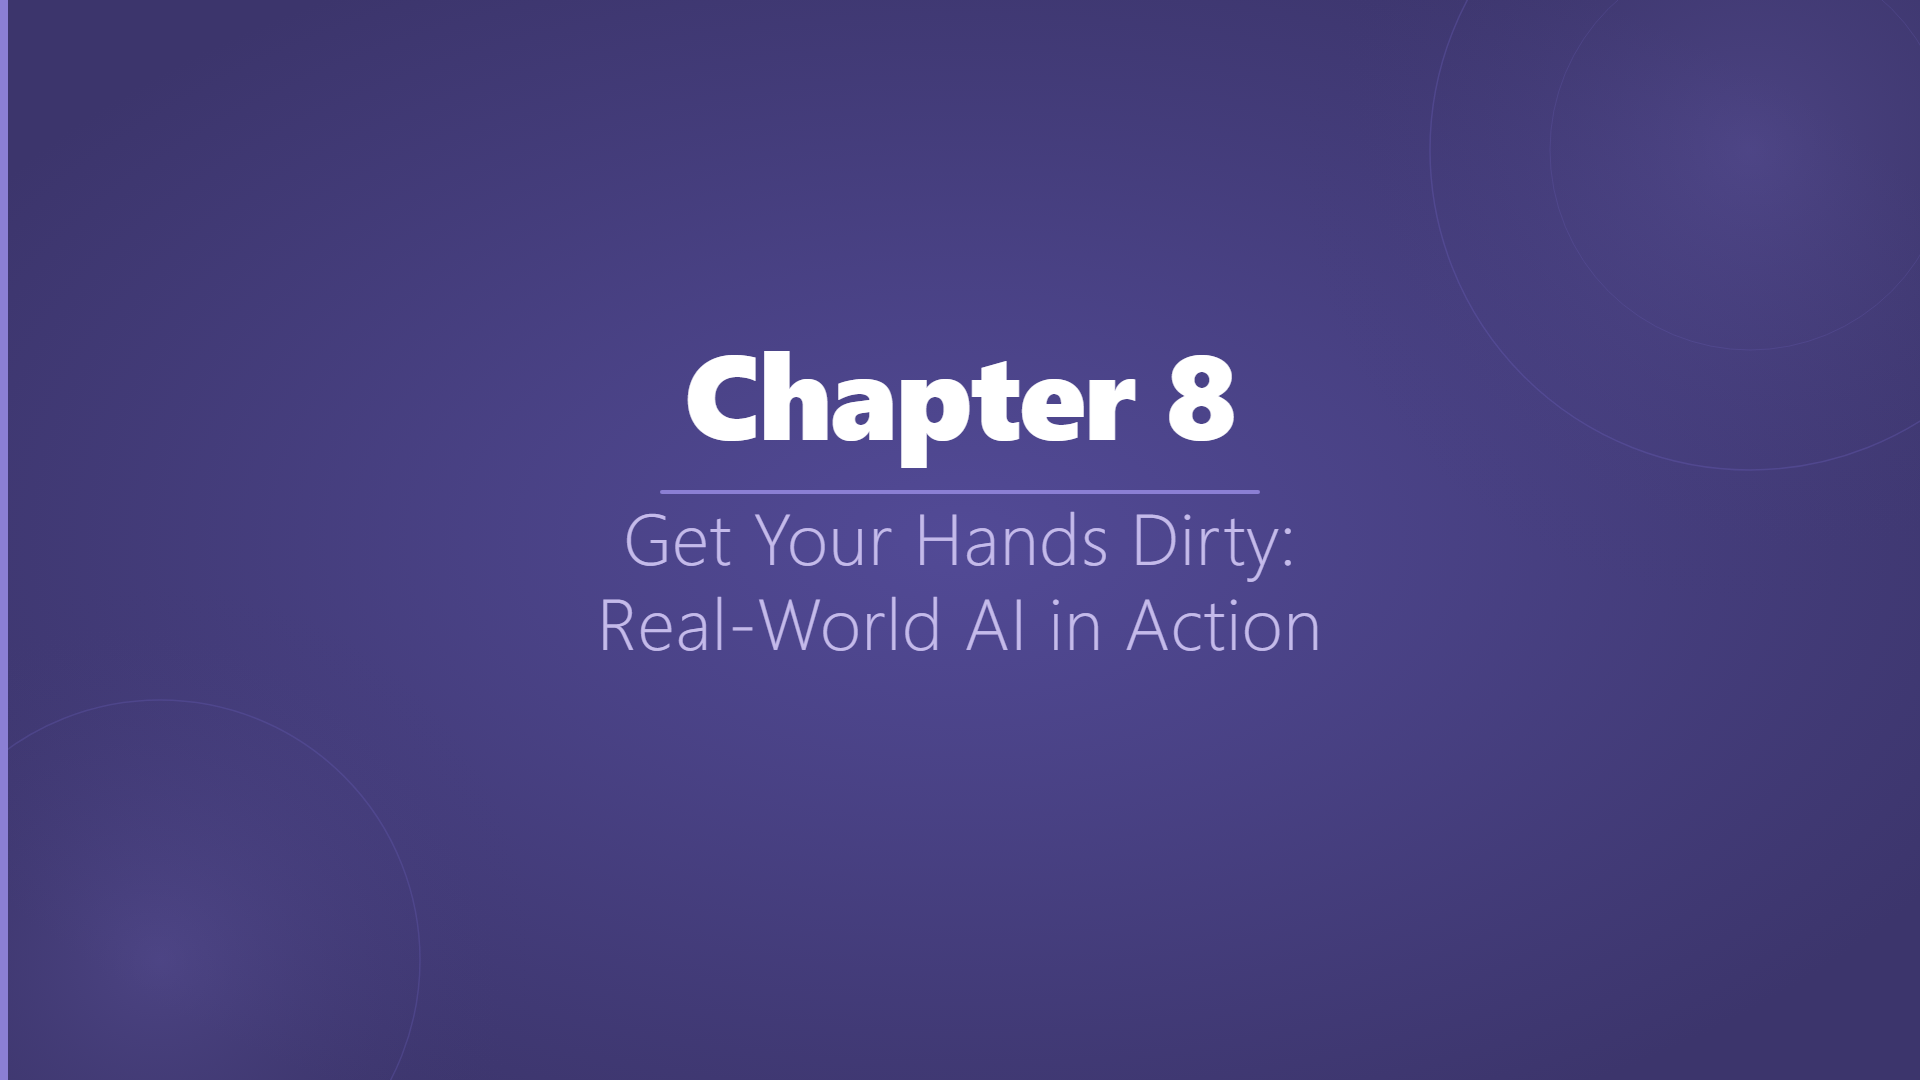 Chapter 8
Get Your Hands Dirty:
Real-World AI in Action